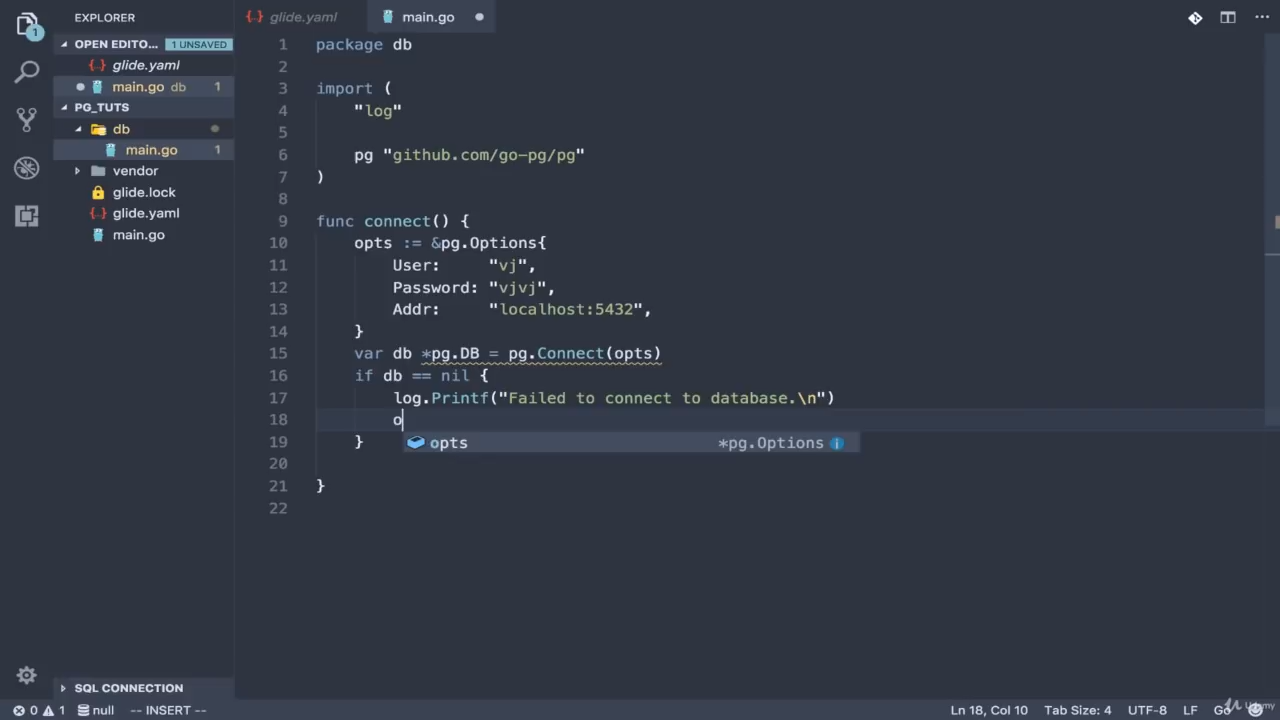 EXPLORER
OPEN EDITO... 1 UNSAVED
glide.yaml
main.go db 1
PG_TUTS
db
main.go 1
vendor
glide.lock
glide.yaml
main.go
SQL CONNECTION
1
glide.yaml
main.go
1 package db
2
3 import (
4 "log"
5
6 pg "github.com/go-pg/pg"
7 )
8
9 func connect() {
10 opts := &pg.Options{
11 User: "vj",
12 Password: "vjvj",
13 Addr: "localhost:5432",
14 }
15 var db *pg.DB = pg.Connect(opts)
16 if db == nil {
17 log.Printf("Failed to connect to database.\n")
18 o
opts *pg.Options
19 }
20
21 }
22
0 1 null -- INSERT -- Ln 18, Col 10 Tab Size: 4 UTF-8 LF Go
Udemy